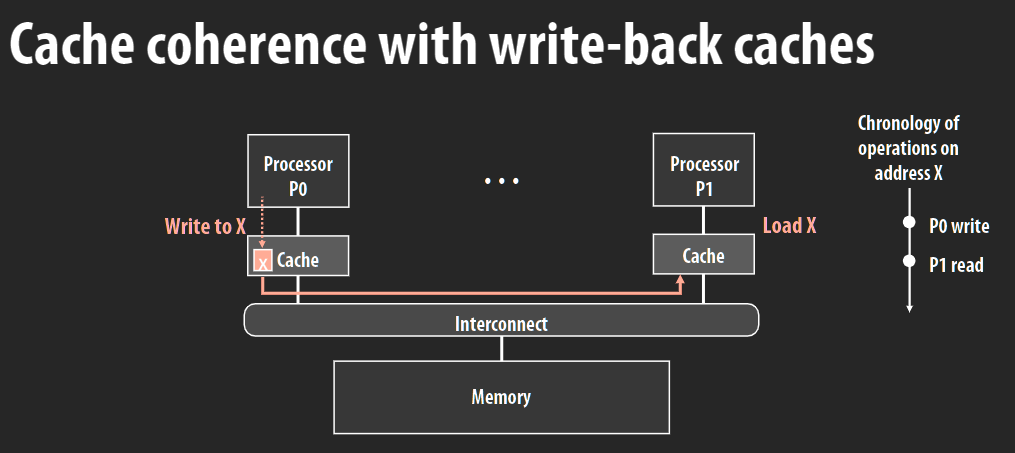 Cache coherence with write-back caches
Chronology of
operations on
address X
Processor
P0
...
Processor
P1
Write to X
Load X
P0 write
X
Cache
Cache
P1 read
Interconnect
Memory